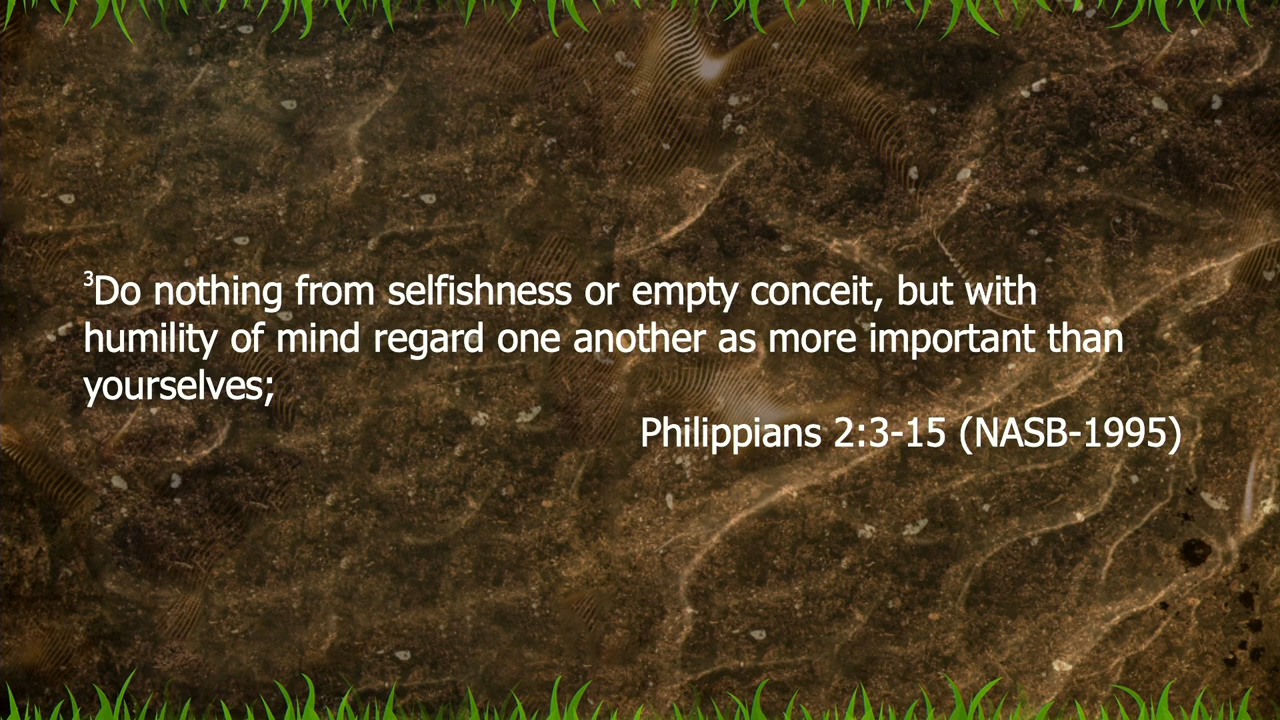 ³Do nothing from selfishness or empty conceit, but with
humility of mind regard one another as more important than
yourselves;
Philippians 2:3-15 (NASB-1995)